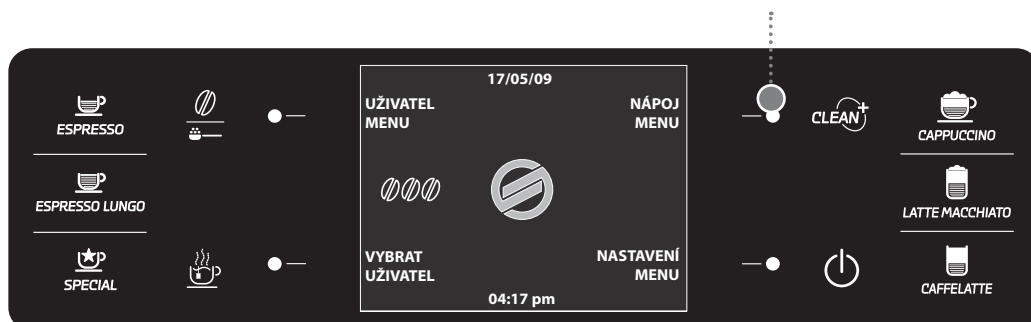 ESPRESSO
ESPRESSO LUNGO
SPECIAL
17/05/09
UŽIVATEL
MENU
NÁPOJ
MENU
VYBRAT
UŽIVATEL
NASTAVENÍ
MENU
04:17 pm
CLEAN+
CAPPUCCINO
LATTE MACCHIATO
CAFFELATTE